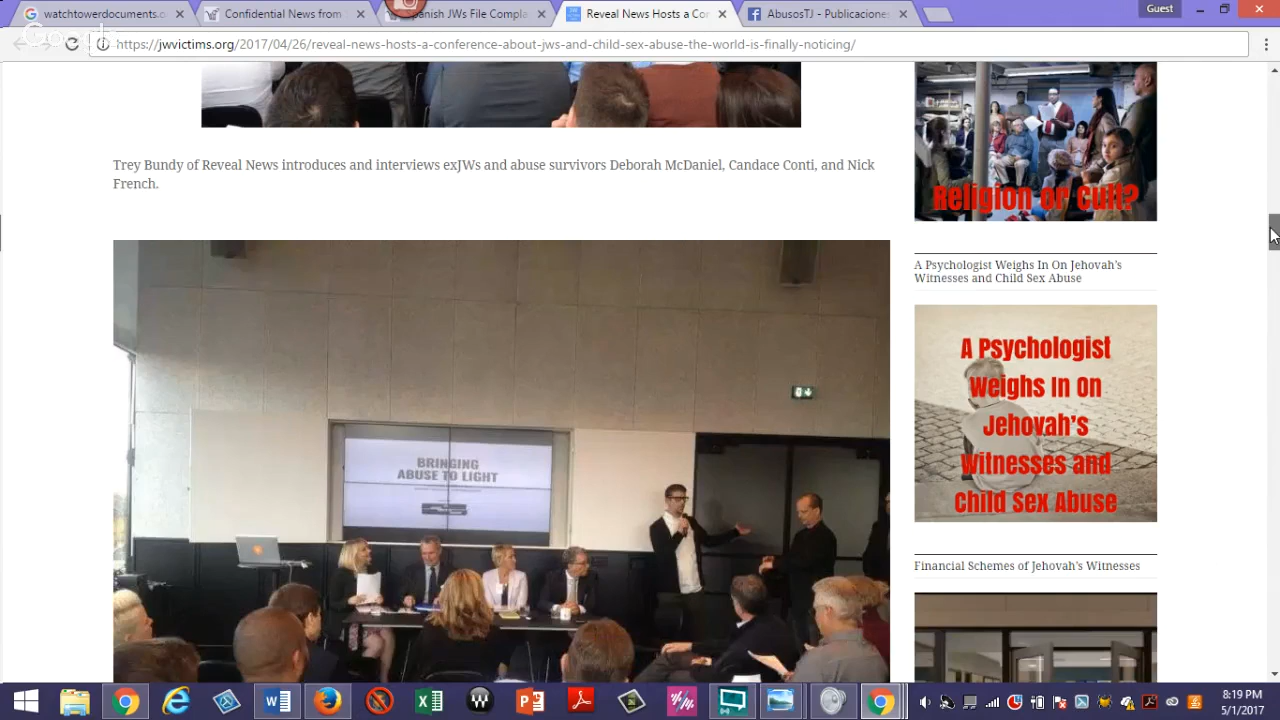 watchtowerdocuments.o
Confidential News from
Spanish JWs File Compla
Reveal News Hosts a Con
AbusosTJ - Publicaciones
Guest
https://jwvictims.org/2017/04/26/reveal-news-hosts-a-conference-about-jws-and-child-sex-abuse-the-world-is-finally-noticing/
Trey Bundy of Reveal News introduces and interviews exJWs and abuse survivors Deborah McDaniel, Candace Conti, and Nick
French.
BRINGING
ABUSE TO LIGHT
Religion or Cult?
A Psychologist Weighs In On Jehovah's
Witnesses and Child Sex Abuse
A Psychologist
Weighs In On
Jehovah's
Witnesses and
Child Sex Abuse
Financial Schemes of Jehovah's Witnesses
8:19 PM
5/1/2017